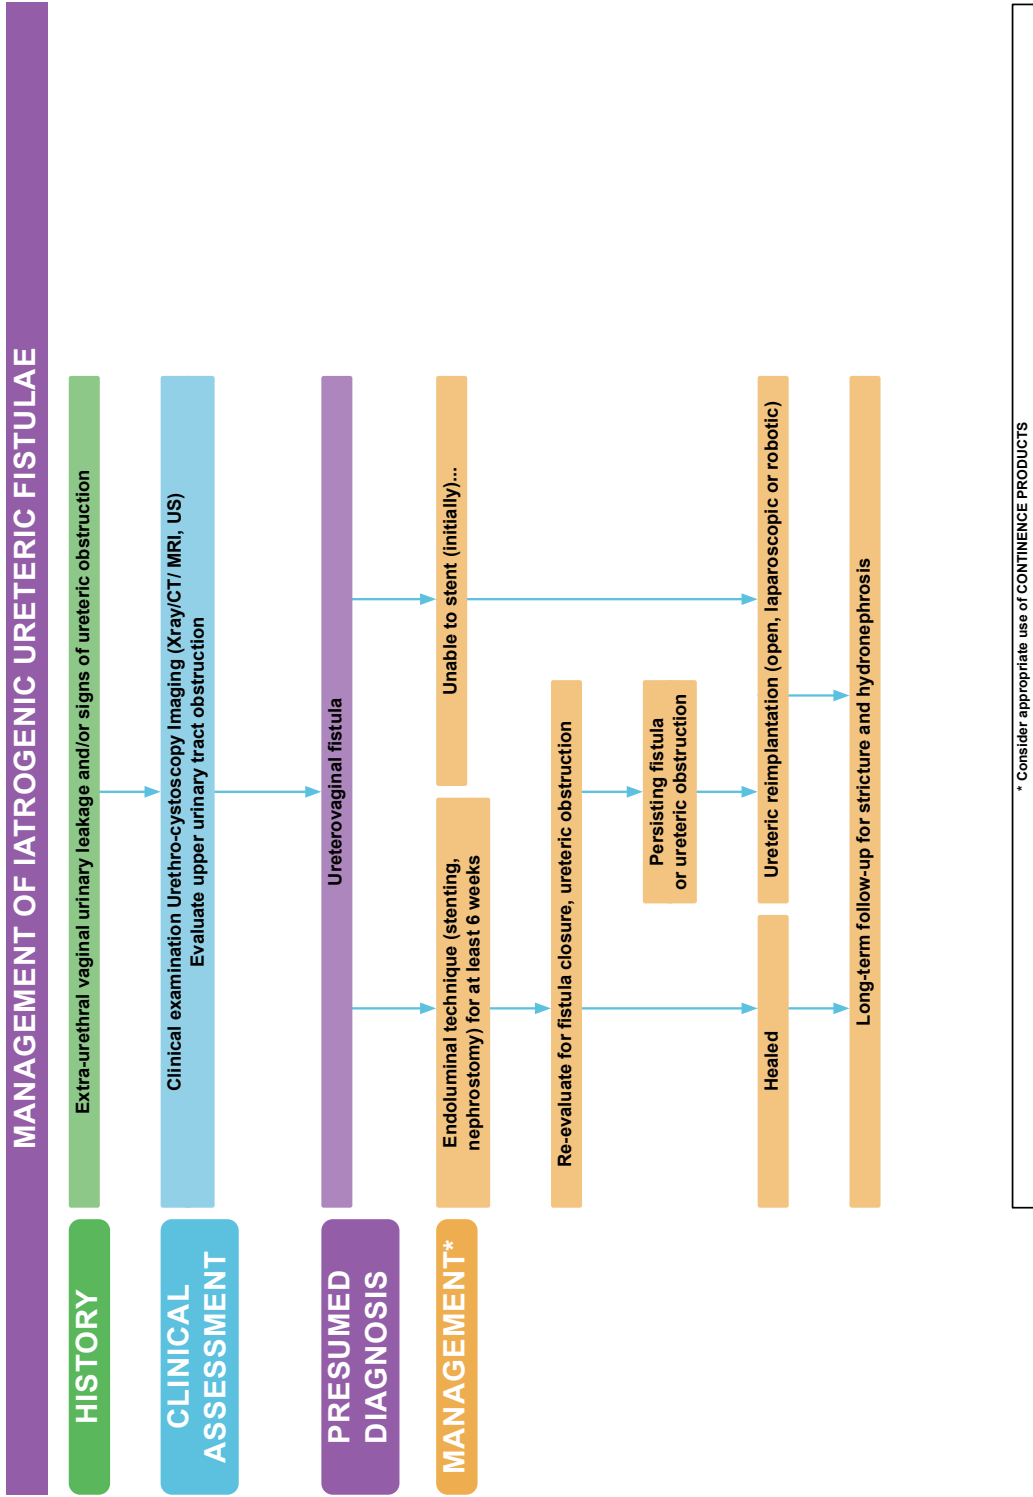 MANAGEMENT OF IATROGENIC URETERIC FISTULAE
HISTORY
Extra-urethral vaginal urinary leakage and/or signs of ureteric obstruction
CLINICAL
ASSESSMENT
Clinical examination Urethro-cystoscopy Imaging (Xray/CT/ MRI, US)
Evaluate upper urinary tract obstruction
PRESUMED
DIAGNOSIS
Ureterovaginal fistula
MANAGEMENT*
Endoluminal technique (stenting,
nephrostomy) for at least 6 weeks
Unable to stent (initially)...
Re-evaluate for fistula closure, ureteric obstruction
Persisting fistula
or ureteric obstruction
Healed
Ureteric reimplantation (open, laparoscopic or robotic)
Long-term follow-up for stricture and hydronephrosis
* Consider appropriate use of CONTINENCE PRODUCTS